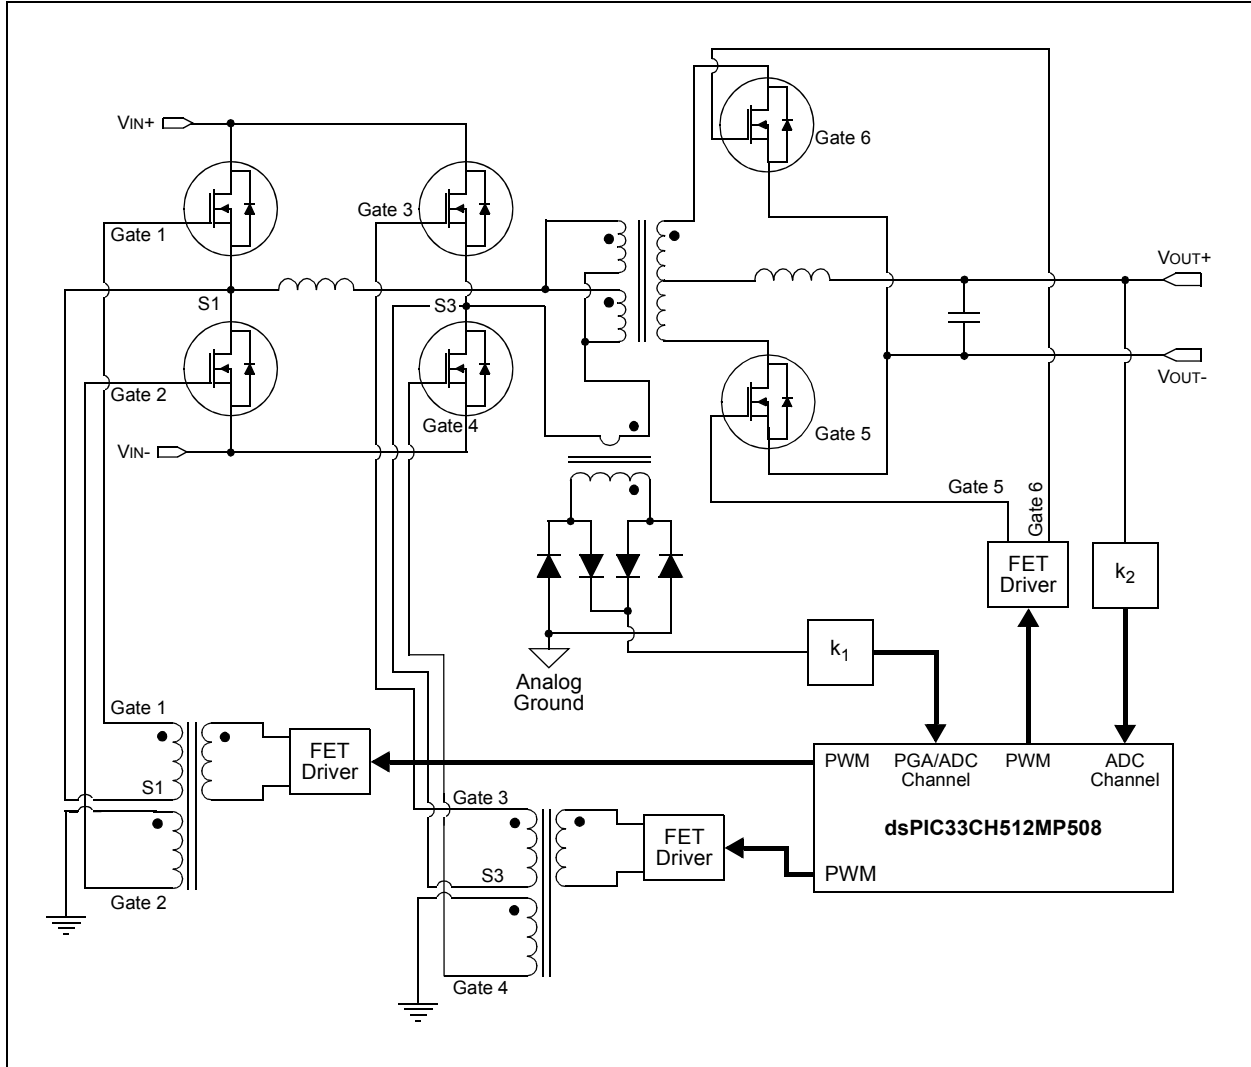 Gate 6
VIN+
Gate 3
Gate 1
VOUT+
S1
S3
VOUT-
Gate 2
Gate 4
Gate 5
VIN-
Gate 5
Gate 6
FET
Driver
k2
k1
Analog
Ground
Gate 1
FET
Driver
S1
Gate 2
PWM
PGA/ADC
Channel
PWM
ADC
Channel
dsPIC33CH512MP508
PWM
Gate 3
FET
Driver
S3
Gate 4